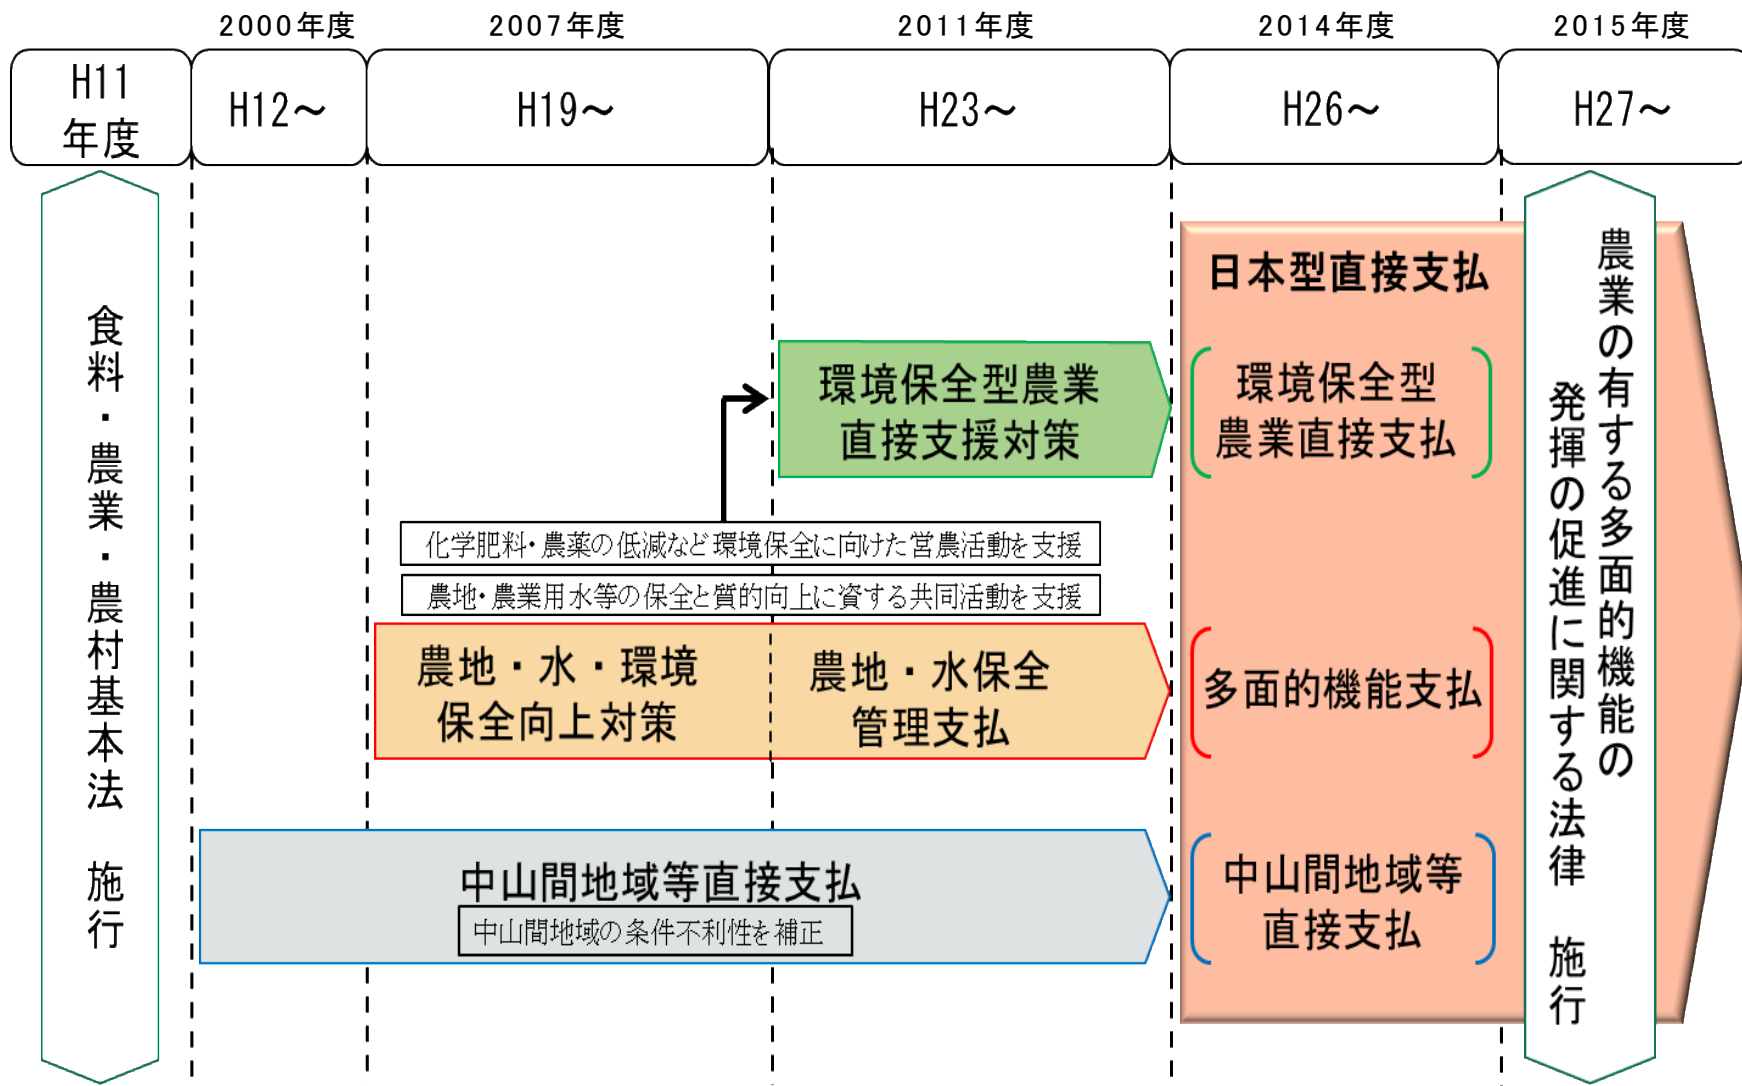 2000年度
2007年度
2011年度
2014年度
2015年度
H11
年度
H12～
H19～
H23～
H26～
H27～
食料・農業・農村基本法　施行
環境保全型農業
直接支援対策
化学肥料・農薬の低減など環境保全に向けた営農活動を支援
農地・農業用水等の保全と質的向上に資する共同活動を支援
農地・水・環境
保全向上対策
農地・水保全
管理支払
中山間地域等直接支払
中山間地域の条件不利性を補正
日本型直接支払
環境保全型
農業直接支払
多面的機能支払
中山間地域等
直接支払
農業の有する多面的機能の
発揮の促進に関する法律　施行